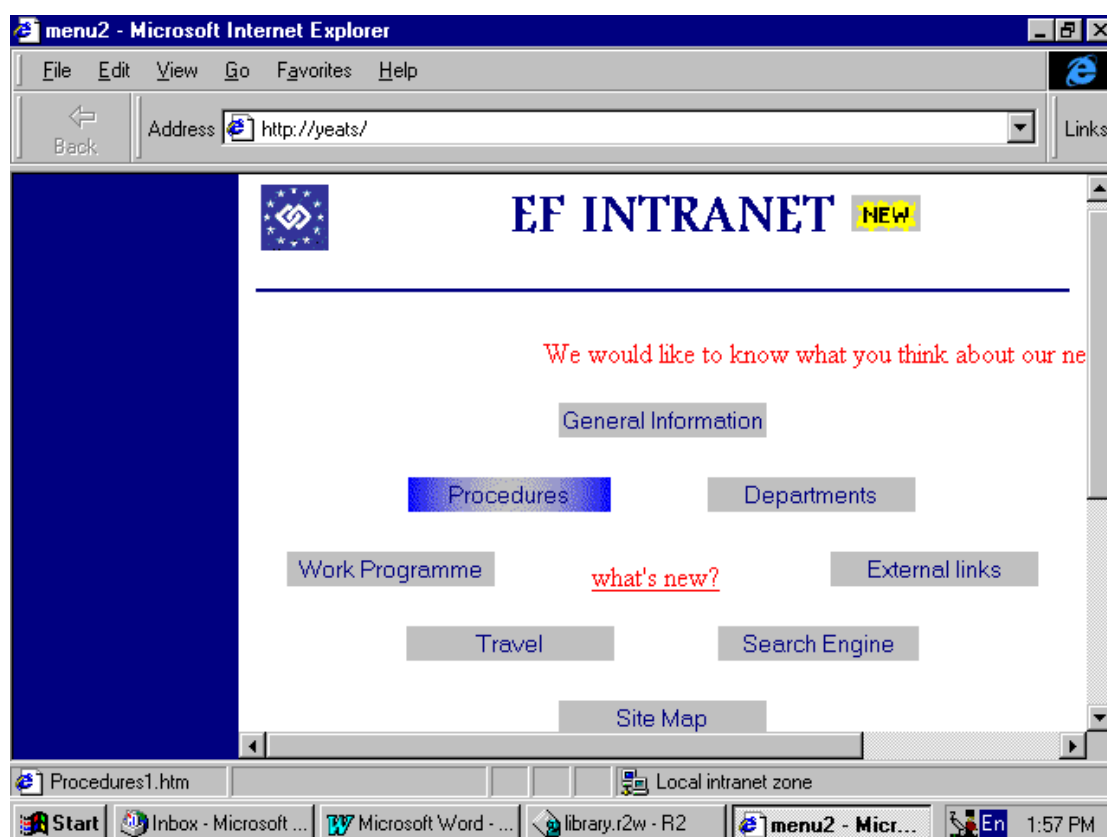 menu2 - Microsoft Internet Explorer
File Edit View Go Favorites Help
Back
Address http://yeats/
Links
EF INTRANET NEW
We would like to know what you think about our ne
General Information
Procedures Departments
Work Programme what's new? External links
Travel Search Engine
Site Map
Procedures1.htm Local intranet zone
Start Inbox - Microsoft ... Microsoft Word - ... library.r2w - R2 menu2 - Micr... En 1:57 PM